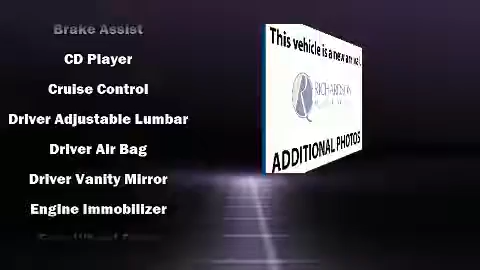 Brake Assist
CD Player
Cruise Control
Driver Adjustable Lumbar
Driver Air Bag
Driver Vanity Mirror
Engine Immobilizer
This vehicle is a new arrival.
RICHARDSON
ADDITIONAL PHOTOS